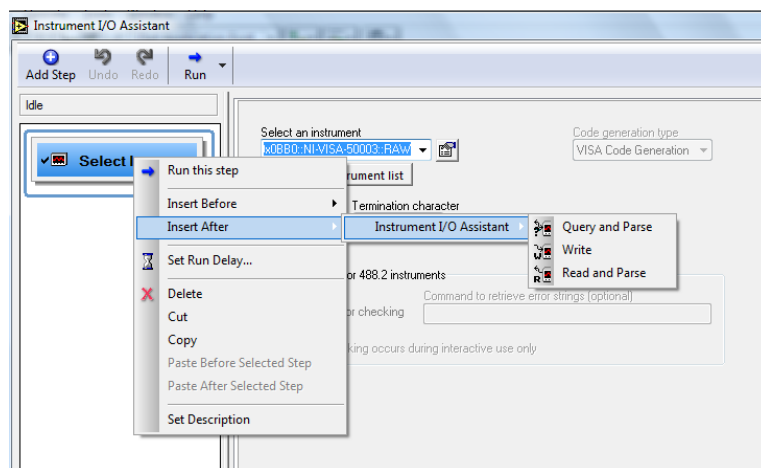 Instrument I/O Assistant
Add Step Undo Redo Run
Idle
Select I
Select an instrument
Code generation type
x0BB0::NI-VISA-50003::RAW
VISA Code Generation
Run this step
rument list
Insert Before
Termination character
Insert After
Instrument I/O Assistant
Query and Parse
Write
Read and Parse
Set Run Delay...
or 488.2 instruments
Delete
Command to retrieve error strings (optional)
Cut
or checking
Copy
king occurs during interactive use only
Paste Before Selected Step
Paste After Selected Step
Set Description